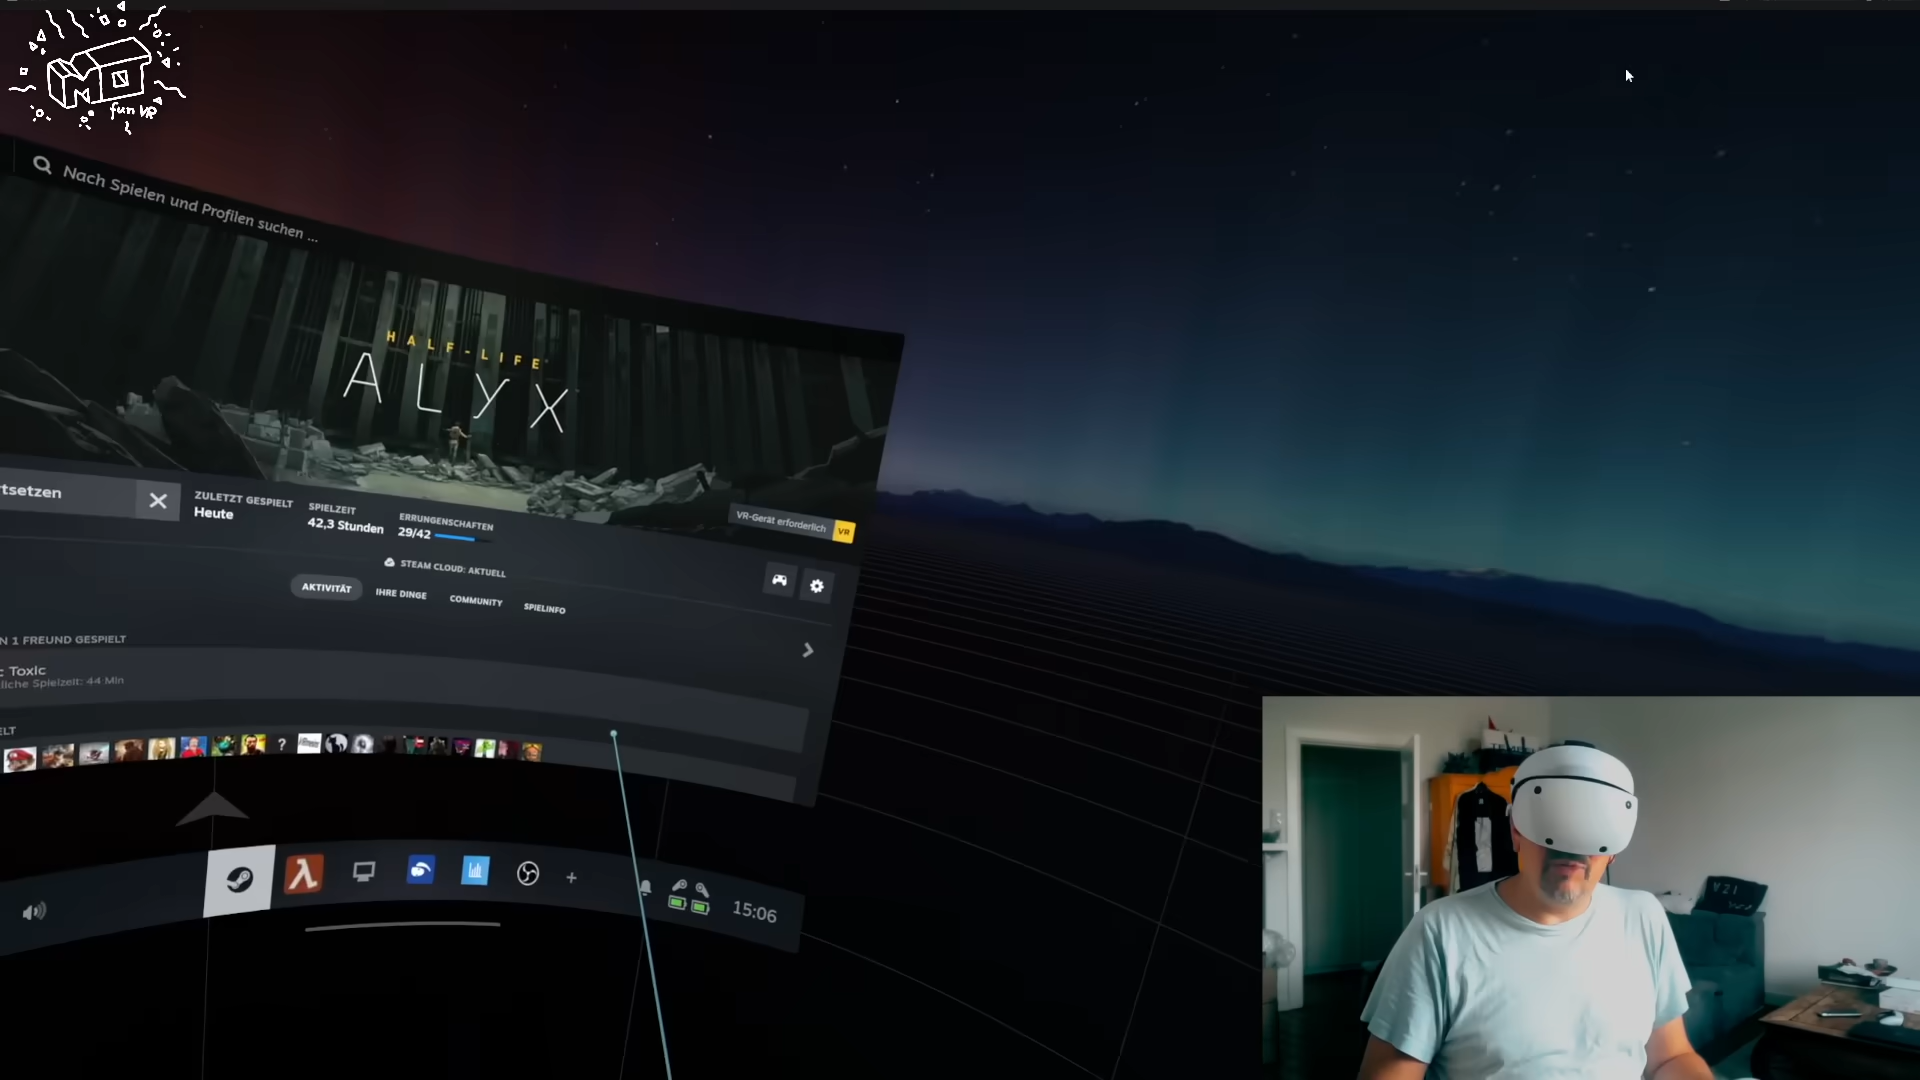 fun VR
Nach Spielen und Profilen suchen ...
HALF-LIFE
ALYX
VR-Gerät erforderlich VR
tsetzen
ZULETZT GESPIELT
Heute
SPIELZEIT
42,3 Stunden
ERRUNGENSCHAFTEN
29/42
STEAM CLOUD: AKTUELL
AKTIVITÄT IHRE DINGE COMMUNITY SPIELINFO
N 1 FREUND GESPIELT
c Toxic
liche Spielzeit: 44 Min
ELT
?
15:06